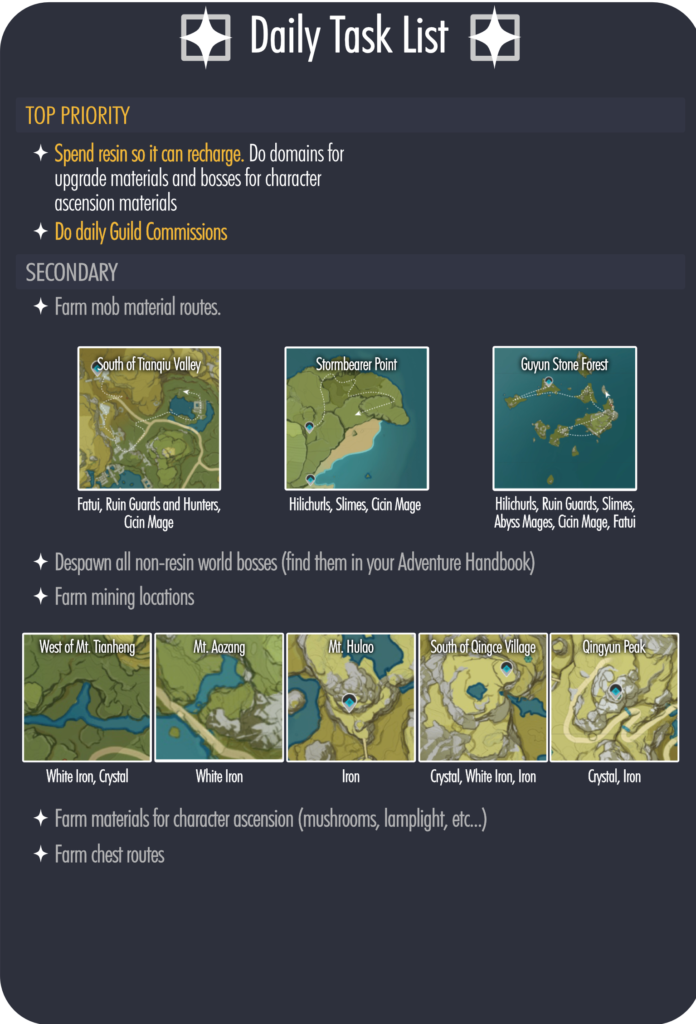 Daily Task List
TOP PRIORITY
Spend resin so it can recharge. Do domains for
upgrade materials and bosses for character
ascension materials
Do daily Guild Commissions
SECONDARY
Farm mob material routes.
South of Tianqiu Valley
Stormbearer Point
Guyun Stone Forest
Fatui, Ruin Guards and Hunters,
Cicin Mage
Hilichurls, Slimes, Cicin Mage
Hilichurls, Ruin Guards, Slimes,
Abyss Mages, Cicin Mage, Fatui
Despawn all non-resin world bosses (find them in your Adventure Handbook)
Farm mining locations
West of Mt. Tianheng
Mt. Aozang
Mt. Hulao
South of Qingce Village
Qingyun Peak
White Iron, Crystal
White Iron
Iron
Crystal, White Iron, Iron
Crystal, Iron
Farm materials for character ascension (mushrooms, lamplight, etc...)
Farm chest routes